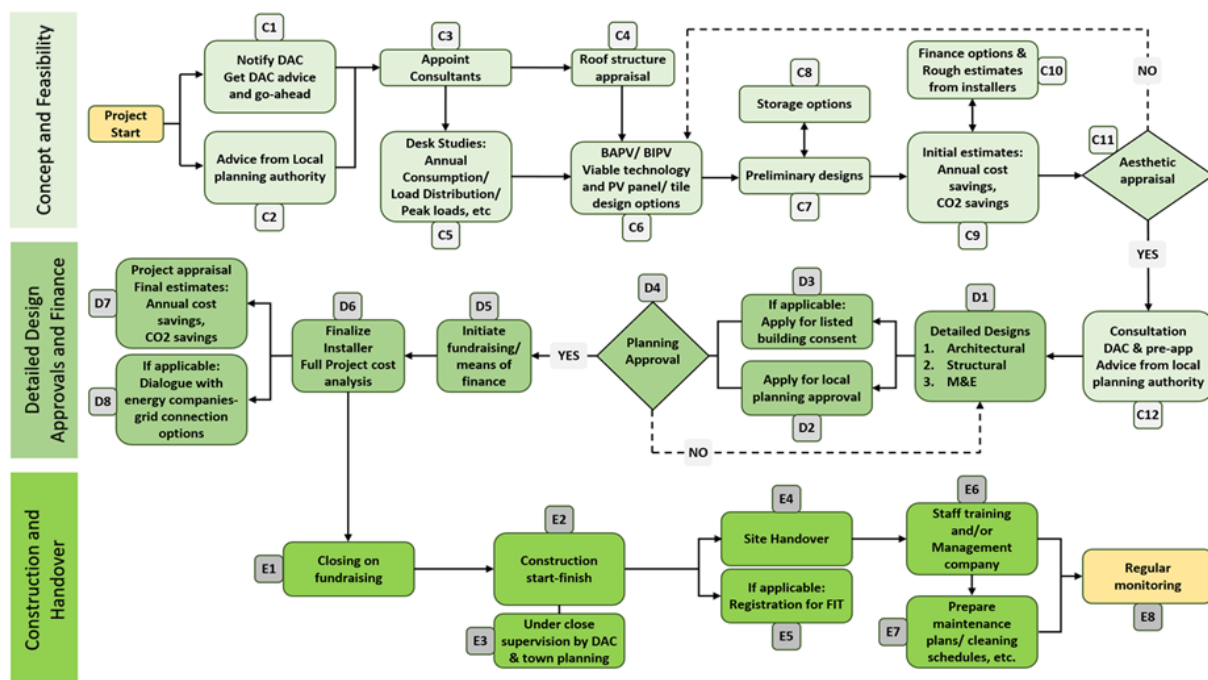 Concept and Feasibility
Project
Start
C1
Notify DAC
Get DAC advice
and go-ahead
Advice from Local
planning authority
C2
C3
Appoint
Consultants
C4
Roof structure
appraisal
Desk Studies:
Annual
Consumption/
Load Distribution/
Peak loads, etc
C5
BAPV/ BIPV
Viable technology
and PV panel/ tile
design options
C6
C8
Storage options
Preliminary designs
C7
Finance options &
Rough estimates
from installers
C10
Initial estimates:
Annual cost
savings,
CO2 savings
C9
NO
C11
Aesthetic
appraisal
YES
Consultation
DAC & pre-app
Advice from local
planning authority
C12
Detailed Design
Approvals and Finance
D1
Detailed Designs
1. Architectural
2. Structural
3. M&E
D3
If applicable:
Apply for listed
building consent
Apply for local
planning approval
D2
D4
Planning
Approval
NO
YES
D5
Initiate
fundraising/
means of
finance
D6
Finalize
Installer
Full Project cost
analysis
D7
Project appraisal
Final estimates:
Annual cost
savings,
CO2 savings
D8
If applicable:
Dialogue with
energy companies-
grid connection
options
Construction and
Handover
E1
Closing on
fundraising
E2
Construction
start-finish
E3
Under close
supervision by DAC
& town planning
E4
Site Handover
If applicable:
Registration for FIT
E5
E6
Staff training
and/or
Management
company
E7
Prepare
maintenance
plans/ cleaning
schedules, etc.
Regular
monitoring
E8